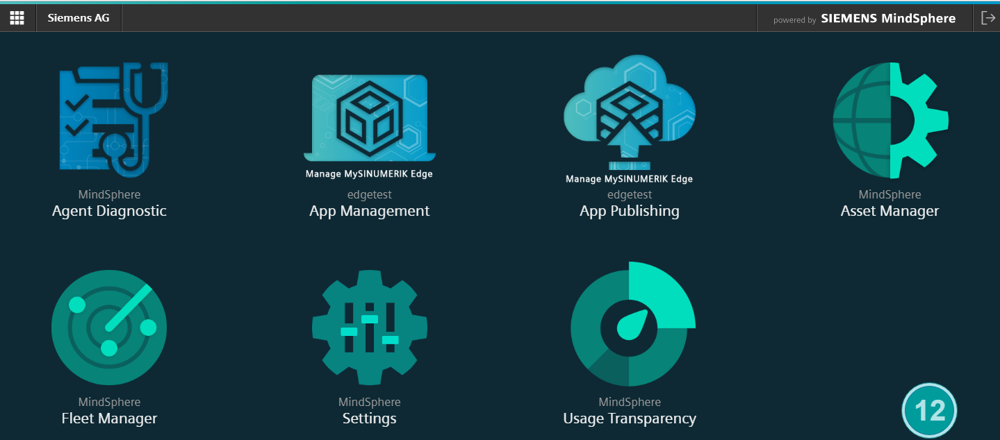 Siemens AG
powered by SIEMENS MindSphere
Manage MySINUMERIK Edge
Manage MySINUMERIK Edge
MindSphere
Agent Diagnostic
edgetest
App Management
edgetest
App Publishing
MindSphere
Asset Manager
MindSphere
Fleet Manager
MindSphere
Settings
MindSphere
Usage Transparency
12